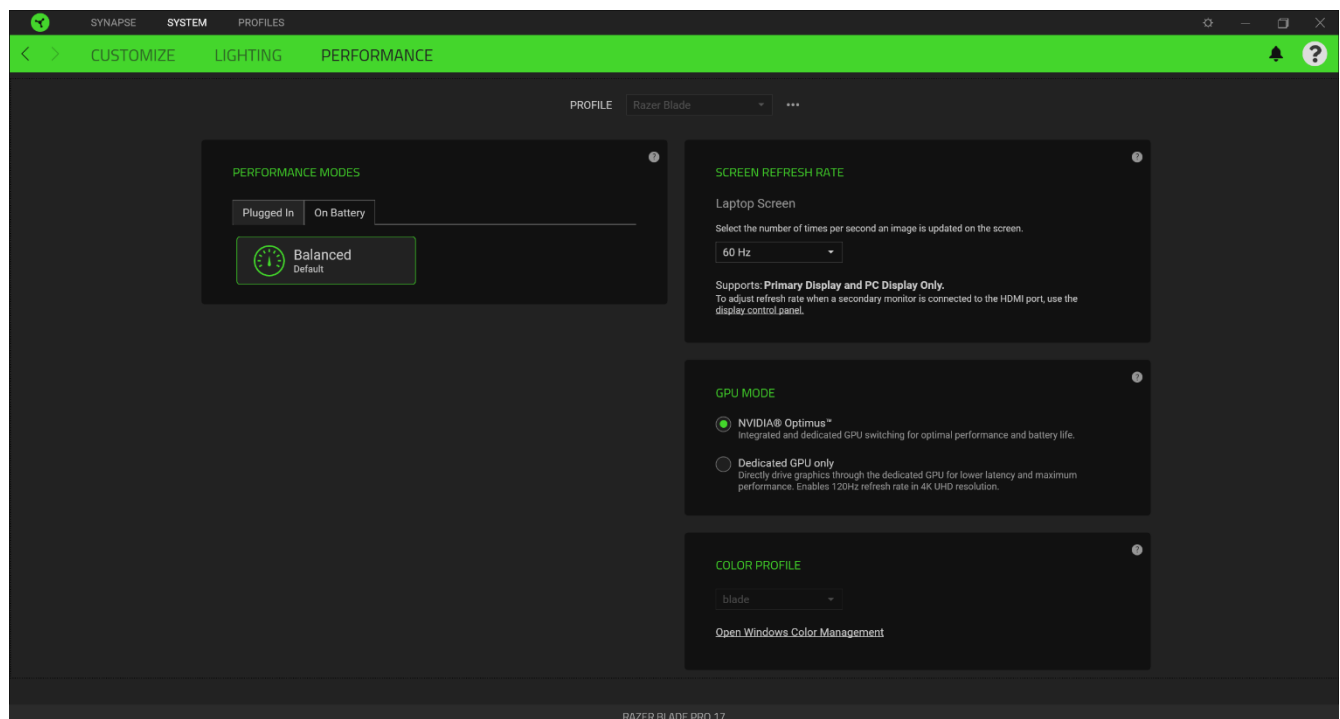 SYNAPSE SYSTEM PROFILES
CUSTOMIZE LIGHTING PERFORMANCE
PROFILE Razer Blade
PERFORMANCE MODES
Plugged In On Battery
Balanced
Default
SCREEN REFRESH RATE
Laptop Screen
Select the number of times per second an image is updated on the screen.
60 Hz
Supports: Primary Display and PC Display Only.
To adjust refresh rate when a secondary monitor is connected to the HDMI port, use the
display control panel.
GPU MODE
NVIDIA® Optimus™
Integrated and dedicated GPU switching for optimal performance and battery life.
Dedicated GPU only
Directly drive graphics through the dedicated GPU for lower latency and maximum
performance. Enables 120Hz refresh rate in 4K UHD resolution.
COLOR PROFILE
blade
Open Windows Color Management
RAZER BLADE PRO 17